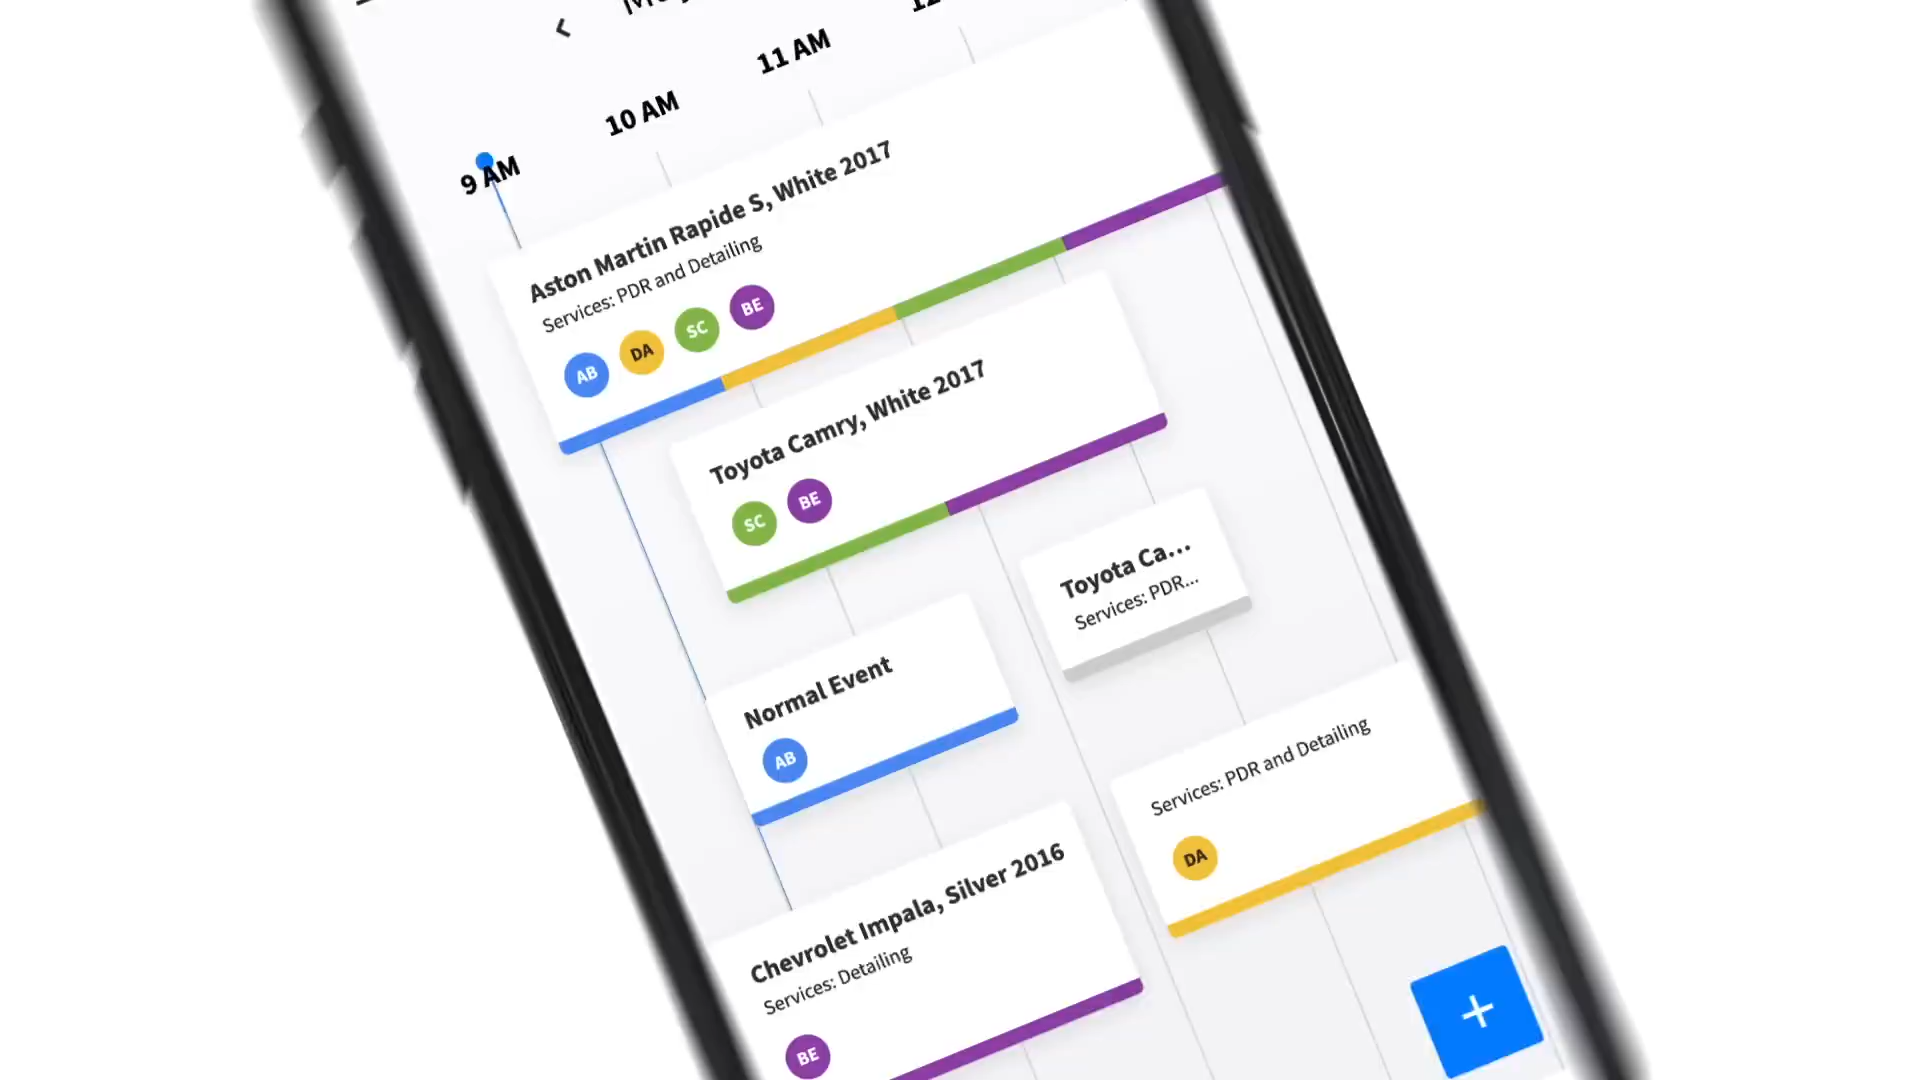 11 AM
10 AM
9 AM
Aston Martin Rapide S, White 2017
Services: PDR and Detailing
AB DA SC BE
Toyota Camry, White 2017
SC BE
Toyota Ca...
Services: PDR...
Normal Event
AB
Services: PDR and Detailing
DA
Chevrolet Impala, Silver 2016
Services: Detailing
BE